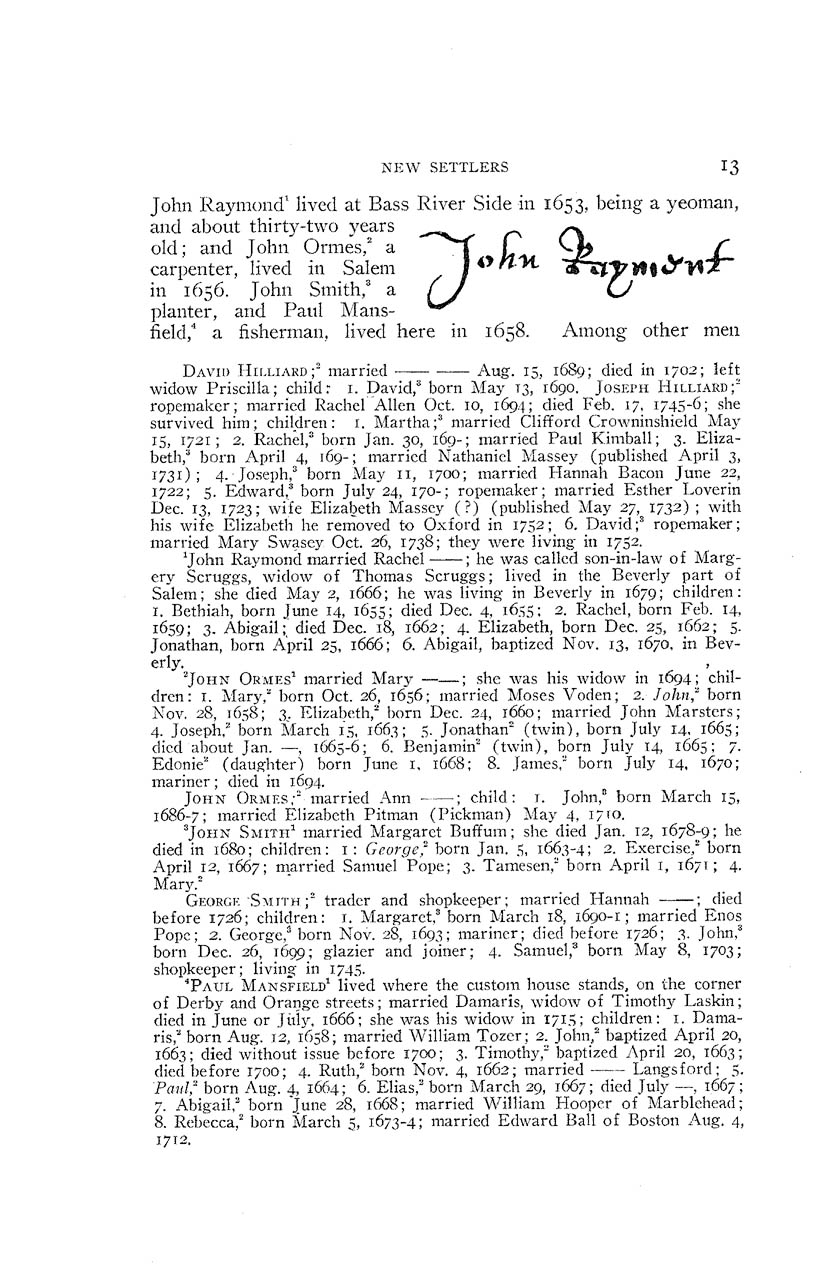 NEW SETTLERS 13
John Raymond¹ lived at Bass River Side in 1653, being a yeoman,
and about thirty-two years
old; and John Ormes,² a
carpenter, lived in Salem
in 1656. John Smith,³ a
planter, and Paul Mans-
John Raymont
field,⁴ a fisherman, lived here in 1658. Among other men
DAVID HILLIARD;² married —— —— Aug. 15, 1689; died in 1702; left
widow Priscilla; child: 1. David,³ born May 13, 1690. JOSEPH HILLIARD;²
ropemaker; married Rachel Allen Oct. 10, 1694; died Feb. 17, 1745-6; she
survived him; children: 1. Martha;³ married Clifford Crowninshield May
15, 1721; 2. Rachel,³ born Jan. 30, 169-; married Paul Kimball; 3. Eliza-
beth,³ born April 4, 169-; married Nathaniel Massey (published April 3,
1731); 4. Joseph,³ born May 11, 1700; married Hannah Bacon June 22,
1722; 5. Edward,³ born July 24, 170-; ropemaker; married Esther Loverin
Dec. 13, 1723; wife Elizabeth Massey (?) (published May 27, 1732); with
his wife Elizabeth he removed to Oxford in 1752; 6. David;³ ropemaker;
married Mary Swasey Oct. 26, 1738; they were living in 1752.
¹John Raymond married Rachel ——; he was called son-in-law of Marg-
ery Scruggs, widow of Thomas Scruggs; lived in the Beverly part of
Salem; she died May 2, 1666; he was living in Beverly in 1679; children:
1. Bethiah, born June 14, 1655; died Dec. 4, 1655; 2. Rachel, born Feb. 14,
1659; 3. Abigail; died Dec. 18, 1662; 4. Elizabeth, born Dec. 25, 1662; 5.
Jonathan, born April 25, 1666; 6. Abigail, baptized Nov. 13, 1670, in Bev-
erly.
²JOHN ORMES¹ married Mary ——; she was his widow in 1694; chil-
dren: 1. Mary,² born Oct. 26, 1656; married Moses Voden; 2. John,² born
Nov. 28, 1658; 3. Elizabeth,² born Dec. 24, 1660; married John Marsters;
4. Joseph,² born March 15, 1663; 5. Jonathan² (twin), born July 14, 1665;
died about Jan. —, 1665-6; 6. Benjamin² (twin), born July 14, 1665; 7.
Edonie² (daughter) born June 1, 1668; 8. James,² born July 14, 1670;
mariner; died in 1694.
JOHN ORMES;² married Ann ——; child: 1. John,³ born March 15,
1686-7; married Elizabeth Pitman (Pickman) May 4, 1710.
³JOHN SMITH¹ married Margaret Buffum; she died Jan. 12, 1678-9; he
died in 1680; children: 1: George,² born Jan. 5, 1663-4; 2. Exercise,² born
April 12, 1667; married Samuel Pope; 3. Tamesen,² born April 1, 1671; 4.
Mary.²
GEORGE SMITH;² trader and shopkeeper; married Hannah ——; died
before 1726; children: 1. Margaret,³ born March 18, 1690-1; married Enos
Pope; 2. George,³ born Nov. 28, 1693; mariner; died before 1726; 3. John,³
born Dec. 26, 1699; glazier and joiner; 4. Samuel,³ born May 8, 1703;
shopkeeper; living in 1745.
⁴PAUL MANSFIELD¹ lived where the custom house stands, on the corner
of Derby and Orange streets; married Damaris, widow of Timothy Laskin;
died in June or July, 1666; she was his widow in 1715; children: 1. Dama-
ris,² born Aug. 12, 1658; married William Tozer; 2. John,² baptized April 20,
1663; died without issue before 1700; 3. Timothy,² baptized April 20, 1663;
died before 1700; 4. Ruth,² born Nov. 4, 1662; married —— Langsford; 5.
Paul,² born Aug. 4, 1664; 6. Elias,² born March 29, 1667; died July —, 1667;
7. Abigail,² born June 28, 1668; married William Hooper of Marblehead;
8. Rebecca,² born March 5, 1673-4; married Edward Ball of Boston Aug. 4,
1712.